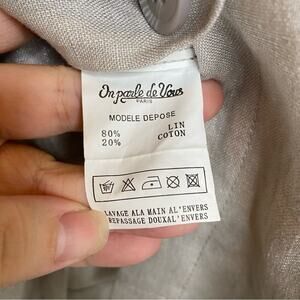 On parle de Vous
PARIS
MODELE DEPOSE
80% LIN
20% COTON
LAVAGE ALA MAIN AL'ENVERS
REPASSAGE DOUXAL'ENVERS